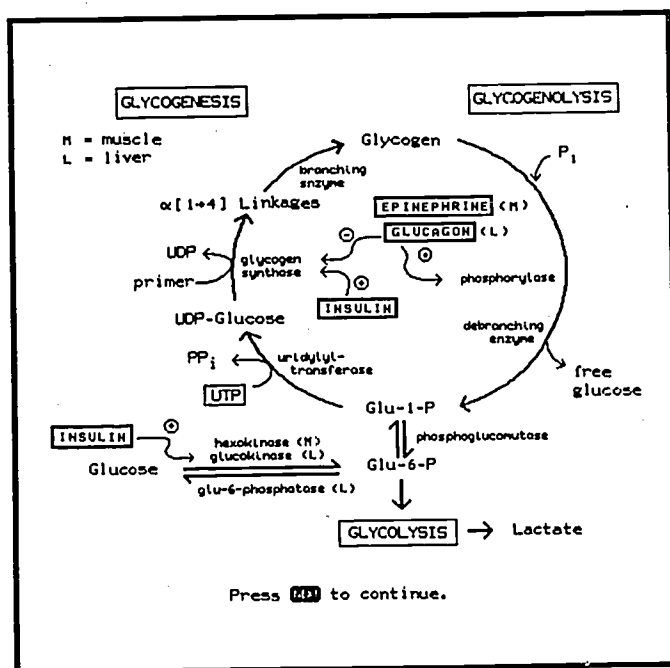 GLYCOGENESIS
GLYCOGENOLYSIS
M = muscle
L = liver
Glycogen
Pi
branching
snzyme
α[1→4] Linkages
EPINEPHRINE (M)
GLUCAGON (L)
UDP
glycogen
synthase
primer
phosphorylase
INSULIN
UDP-Glucose
debranching
enzyme
PPi
uridylyl-
transferase
free
glucose
UTP
Glu-1-P
INSULIN
phosphoglucomutase
hexokinase (M)
glucokinase (L)
Glucose
Glu-6-P
glu-6-phosphatase (L)
GLYCOLYSIS → Lactate
Press NEXT to continue.